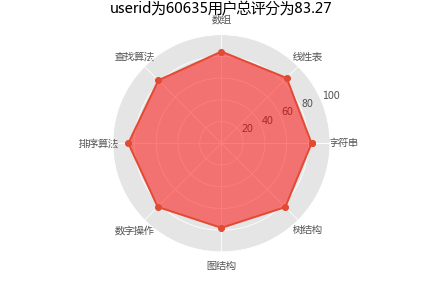 userid为60635用户总评分为83.27
数组
查找算法
线性表
100
80
60
40
20
排序算法
字符串
数字操作
树结构
图结构